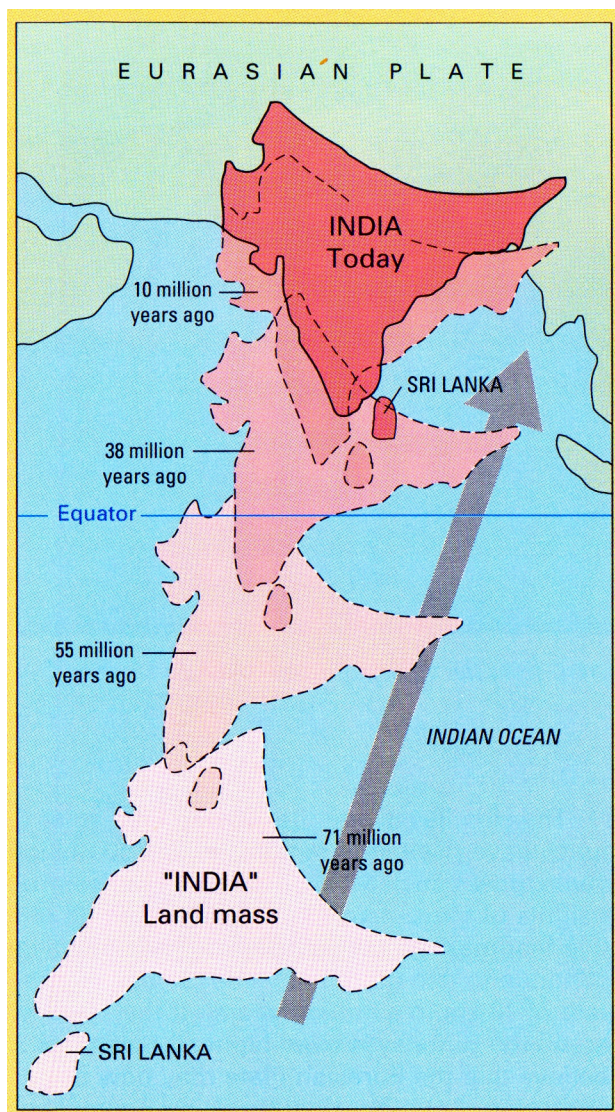 EURASIAN PLATE
INDIA
Today
10 million
years ago
SRI LANKA
38 million
years ago
Equator
55 million
years ago
INDIAN OCEAN
71 million
years ago
"INDIA"
Land mass
SRI LANKA